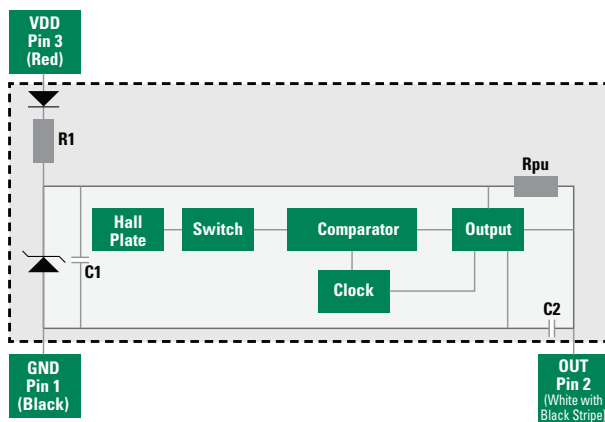 VDD
Pin 3
(Red)
R1
Rpu
Hall
Plate
Switch
Comparator
Output
C1
Clock
C2
GND
Pin 1
(Black)
OUT
Pin 2
(White with
Black Stripe)